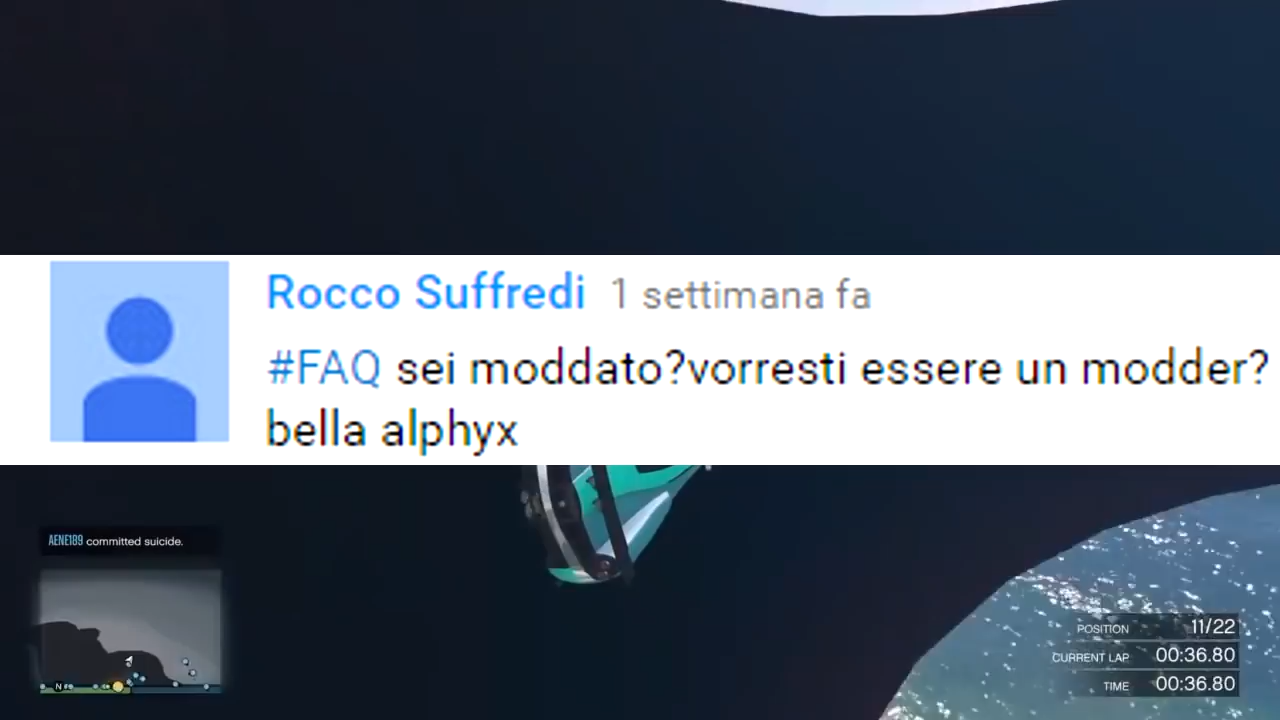 Rocco Suffredi 1 settimana fa
#FAQ sei moddato?vorresti essere un modder?
bella alphyx
AENE189 committed suicide.
N
POSITION 11/22
CURRENT LAP 00:36.80
TIME 00:36.80